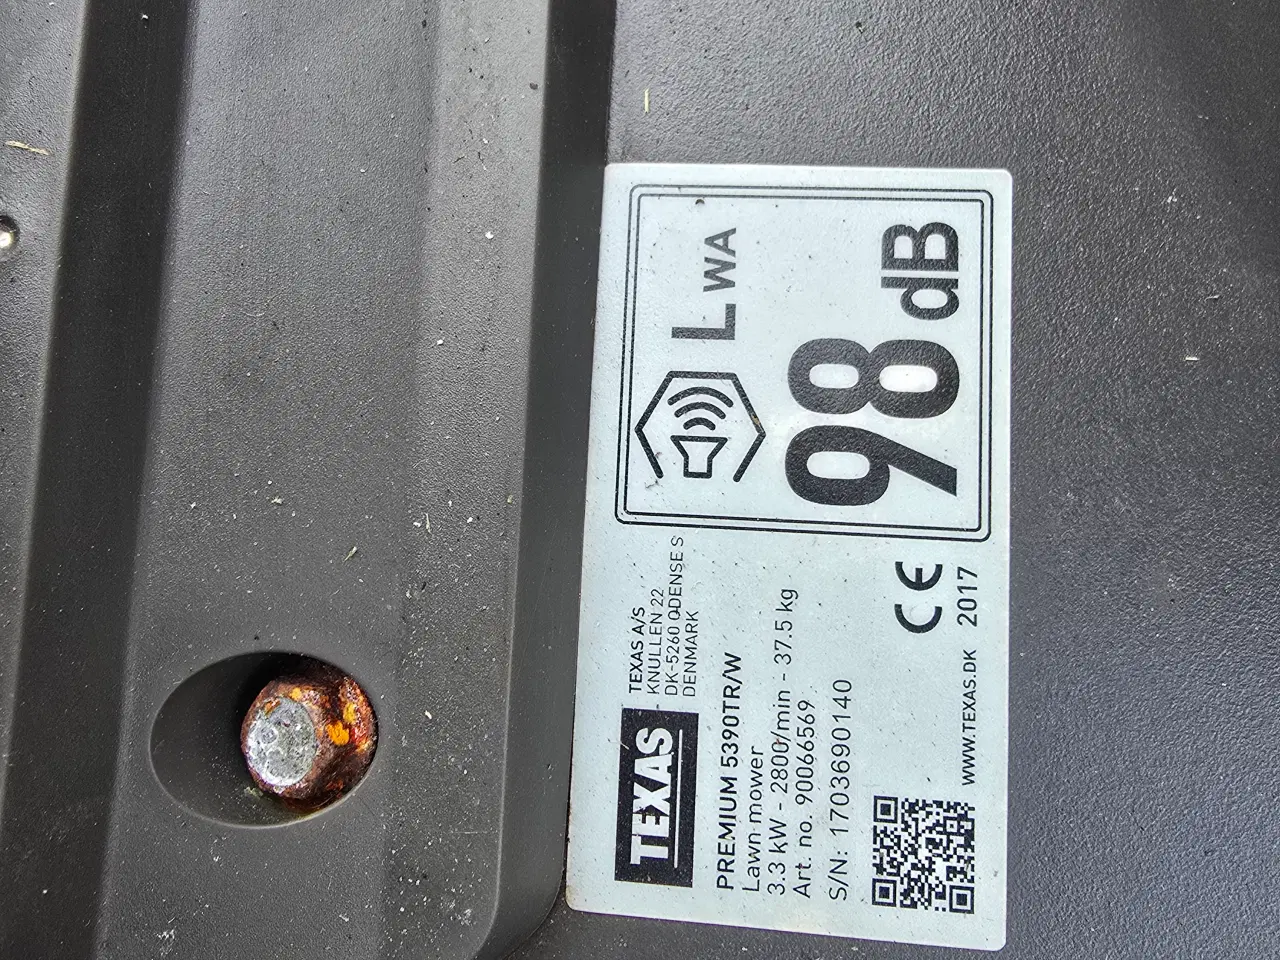 TEXAS
TEXAS A/S
KNULLEN 22
DK-5260 ODENSE S
DENMARK
PREMIUM 5390TR/W
Lawn mower
3.3 kW - 2800/min - 37.5 kg
Art. no. 90066569
S/N: 1703690140
WWW.TEXAS.DK
CE
2017
LWA
98 dB